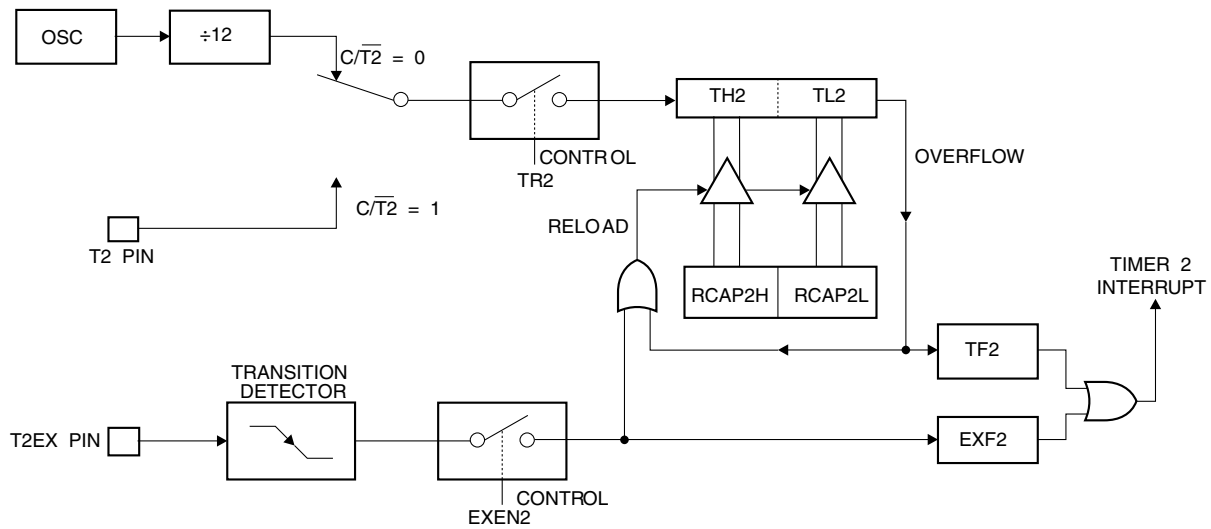 OSC
÷12
C/T2̅ = 0
TH2
TL2
CONTROL
TR2
OVERFLOW
C/T2̅ = 1
RELOAD
T2 PIN
TIMER 2
INTERRUPT
RCAP2H
RCAP2L
TF2
TRANSITION
DETECTOR
T2EX PIN
EXF2
CONTROL
EXEN2